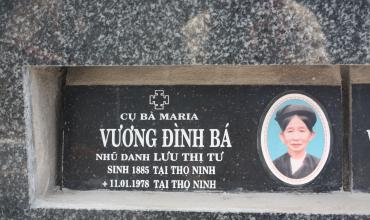 CỤ BÀ MARIA
VƯƠNG ĐÌNH BÁ
NHŨ DANH LƯU THỊ TƯ
SINH 1885 TẠI THỌ NINH
+ 11.01.1978 TẠI THỌ NINH